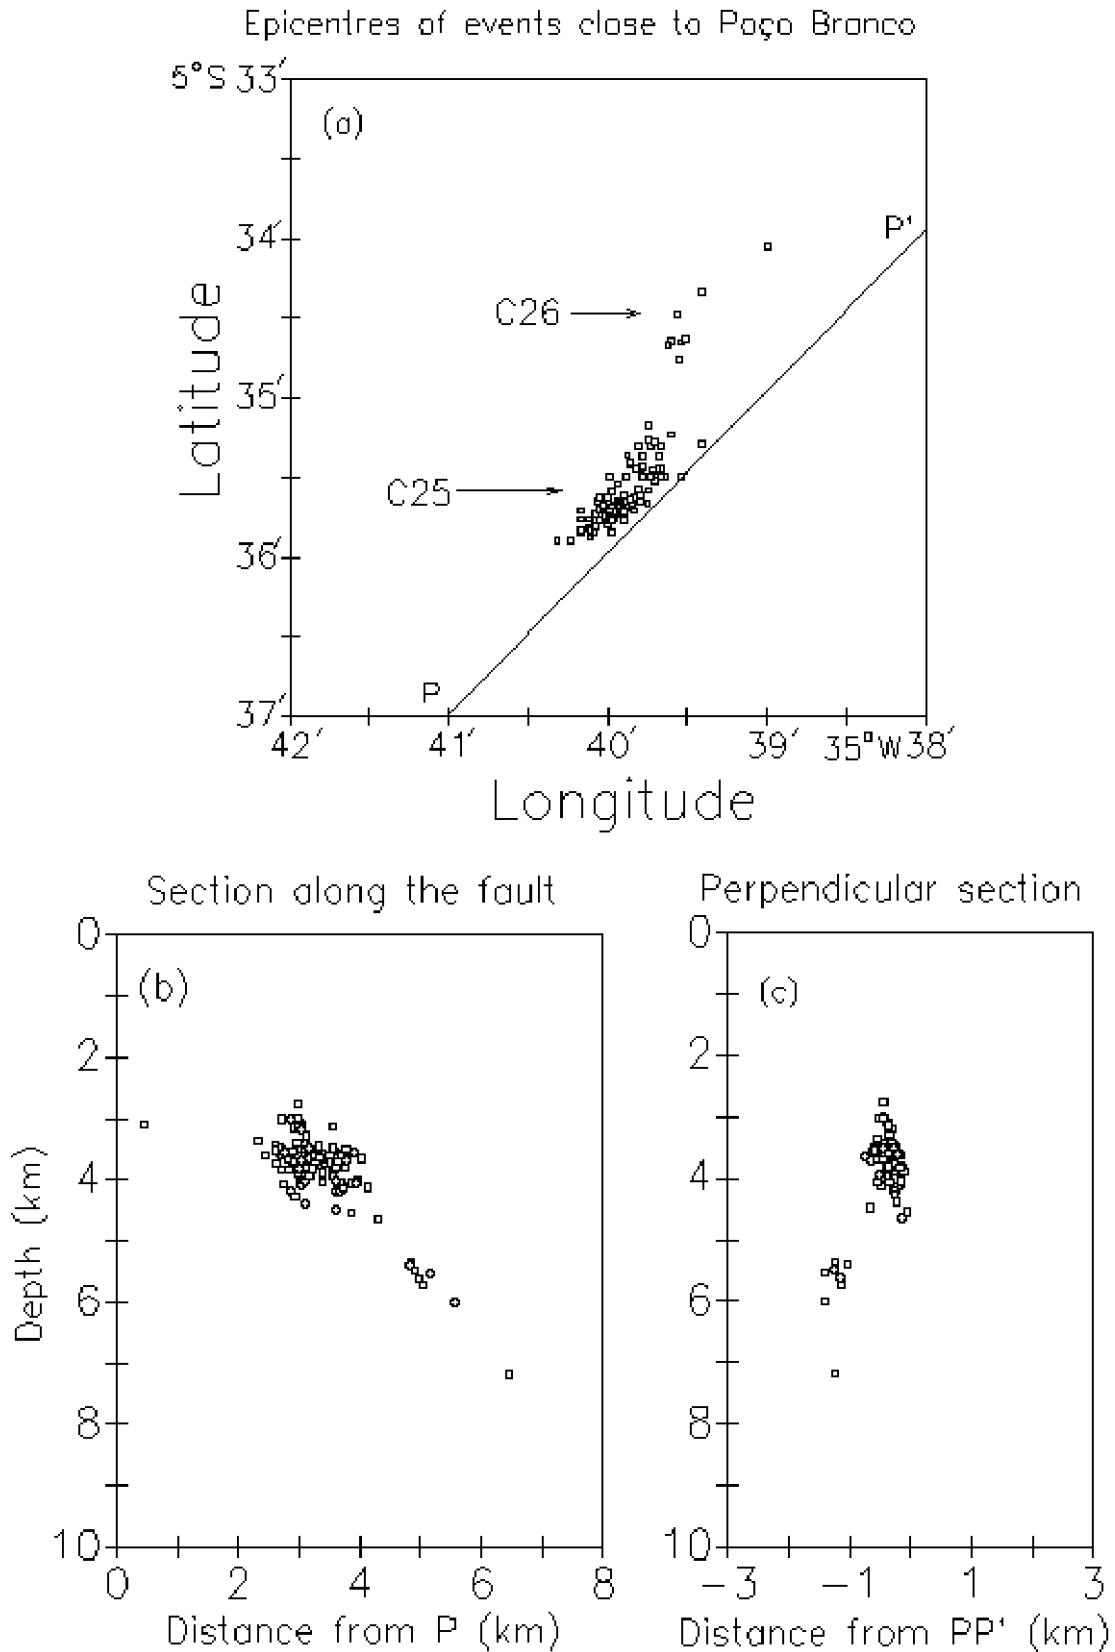 Epicentres of events close to Poço Branco
5°S 33′
(a)
P'
34′
C26
Latitude
35′
C25
36′
P
37′
42′ 41′ 40′ 39′ 35°W 38′
Longitude
Section along the fault
Perpendicular section
0
(b)
2
4
6
8
10
Depth (km)
0 2 4 6 8
Distance from P (km)
0
(c)
2
4
6
8
10
-3 -1 1 3
Distance from PP' (km)